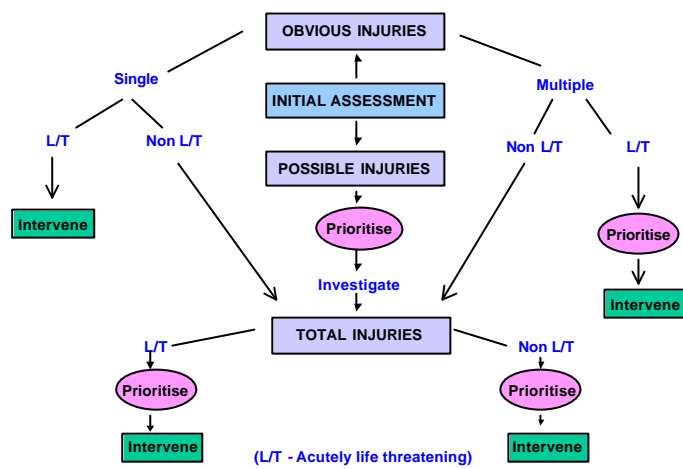 OBVIOUS INJURIES
Single
Multiple
INITIAL ASSESSMENT
L/T
Non L/T
Non L/T
L/T
POSSIBLE INJURIES
Intervene
Prioritise
Prioritise
Investigate
Intervene
TOTAL INJURIES
L/T
Non L/T
Prioritise
Prioritise
Intervene
Intervene
(L/T - Acutely life threatening)